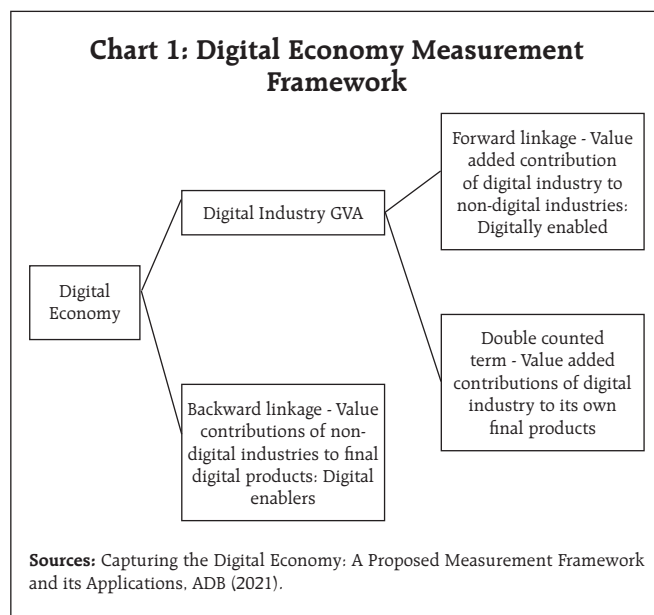 Chart 1: Digital Economy Measurement
Framework
Digital
Economy
Digital Industry GVA
Backward linkage - Value
contributions of non-
digital industries to final
digital products: Digital
enablers
Forward linkage - Value
added contribution
of digital industry to
non-digital industries:
Digitally enabled
Double counted
term - Value added
contributions of digital
industry to its own
final products
Sources: Capturing the Digital Economy: A Proposed Measurement Framework
and its Applications, ADB (2021).